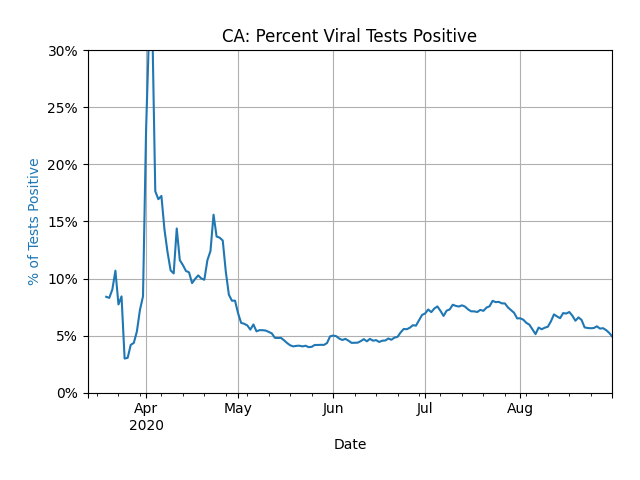 CA: Percent Viral Tests Positive
30%
25%
20%
15%
10%
5%
0%
% of Tests Positive
Apr
2020
May
Jun
Jul
Aug
Date